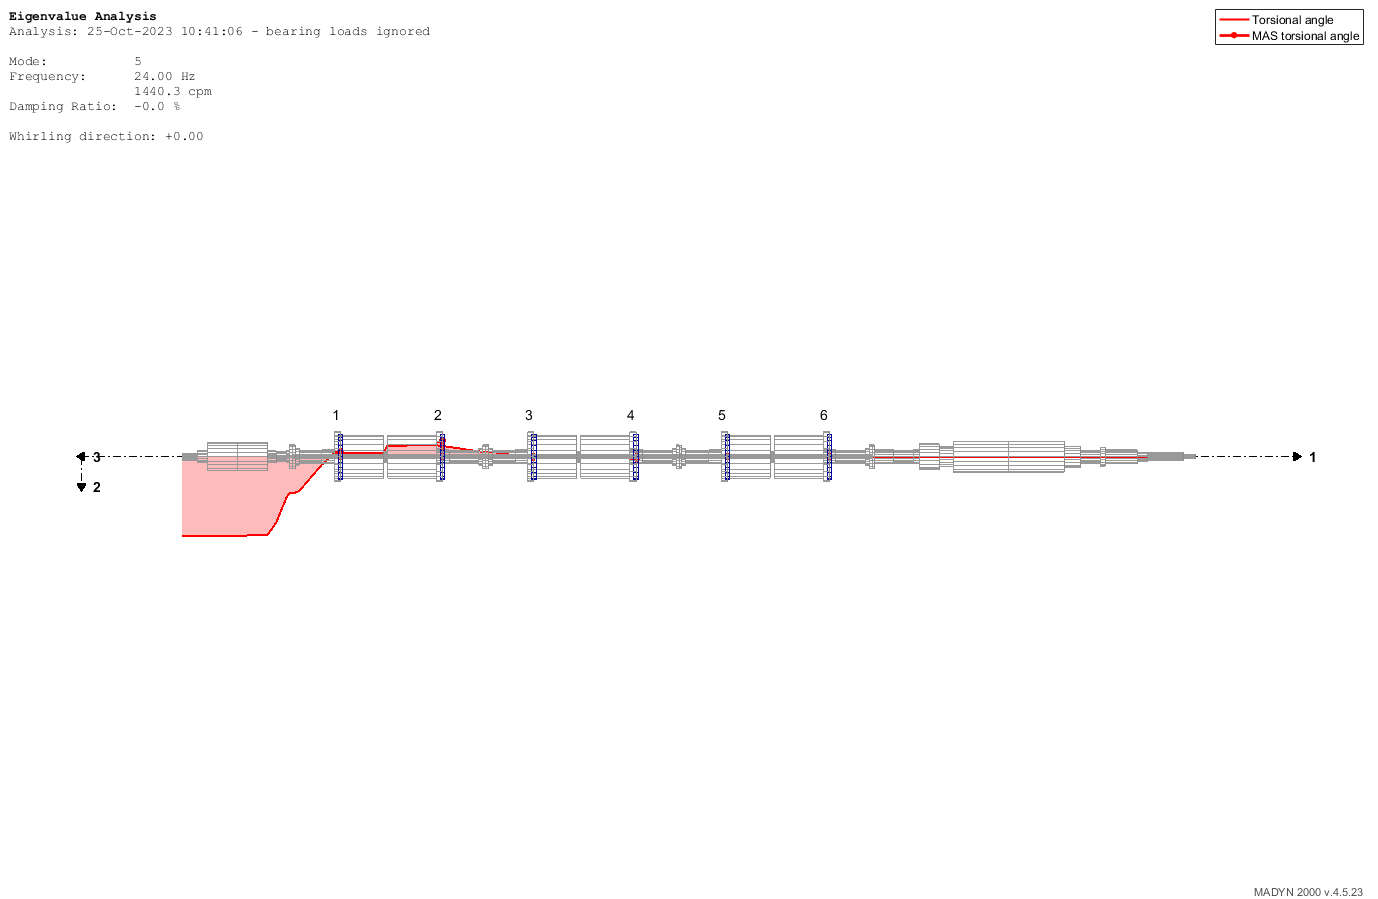 Eigenvalue Analysis
Analysis: 25-Oct-2023 10:41:06 - bearing loads ignored
Mode: 5
Frequency: 24.00 Hz
1440.3 cpm
Damping Ratio: -0.0 %
Whirling direction: +0.00
Torsional angle
MAS torsional angle
1 2 3 4 5 6
3 1
2
MADYN 2000 v.4.5.23